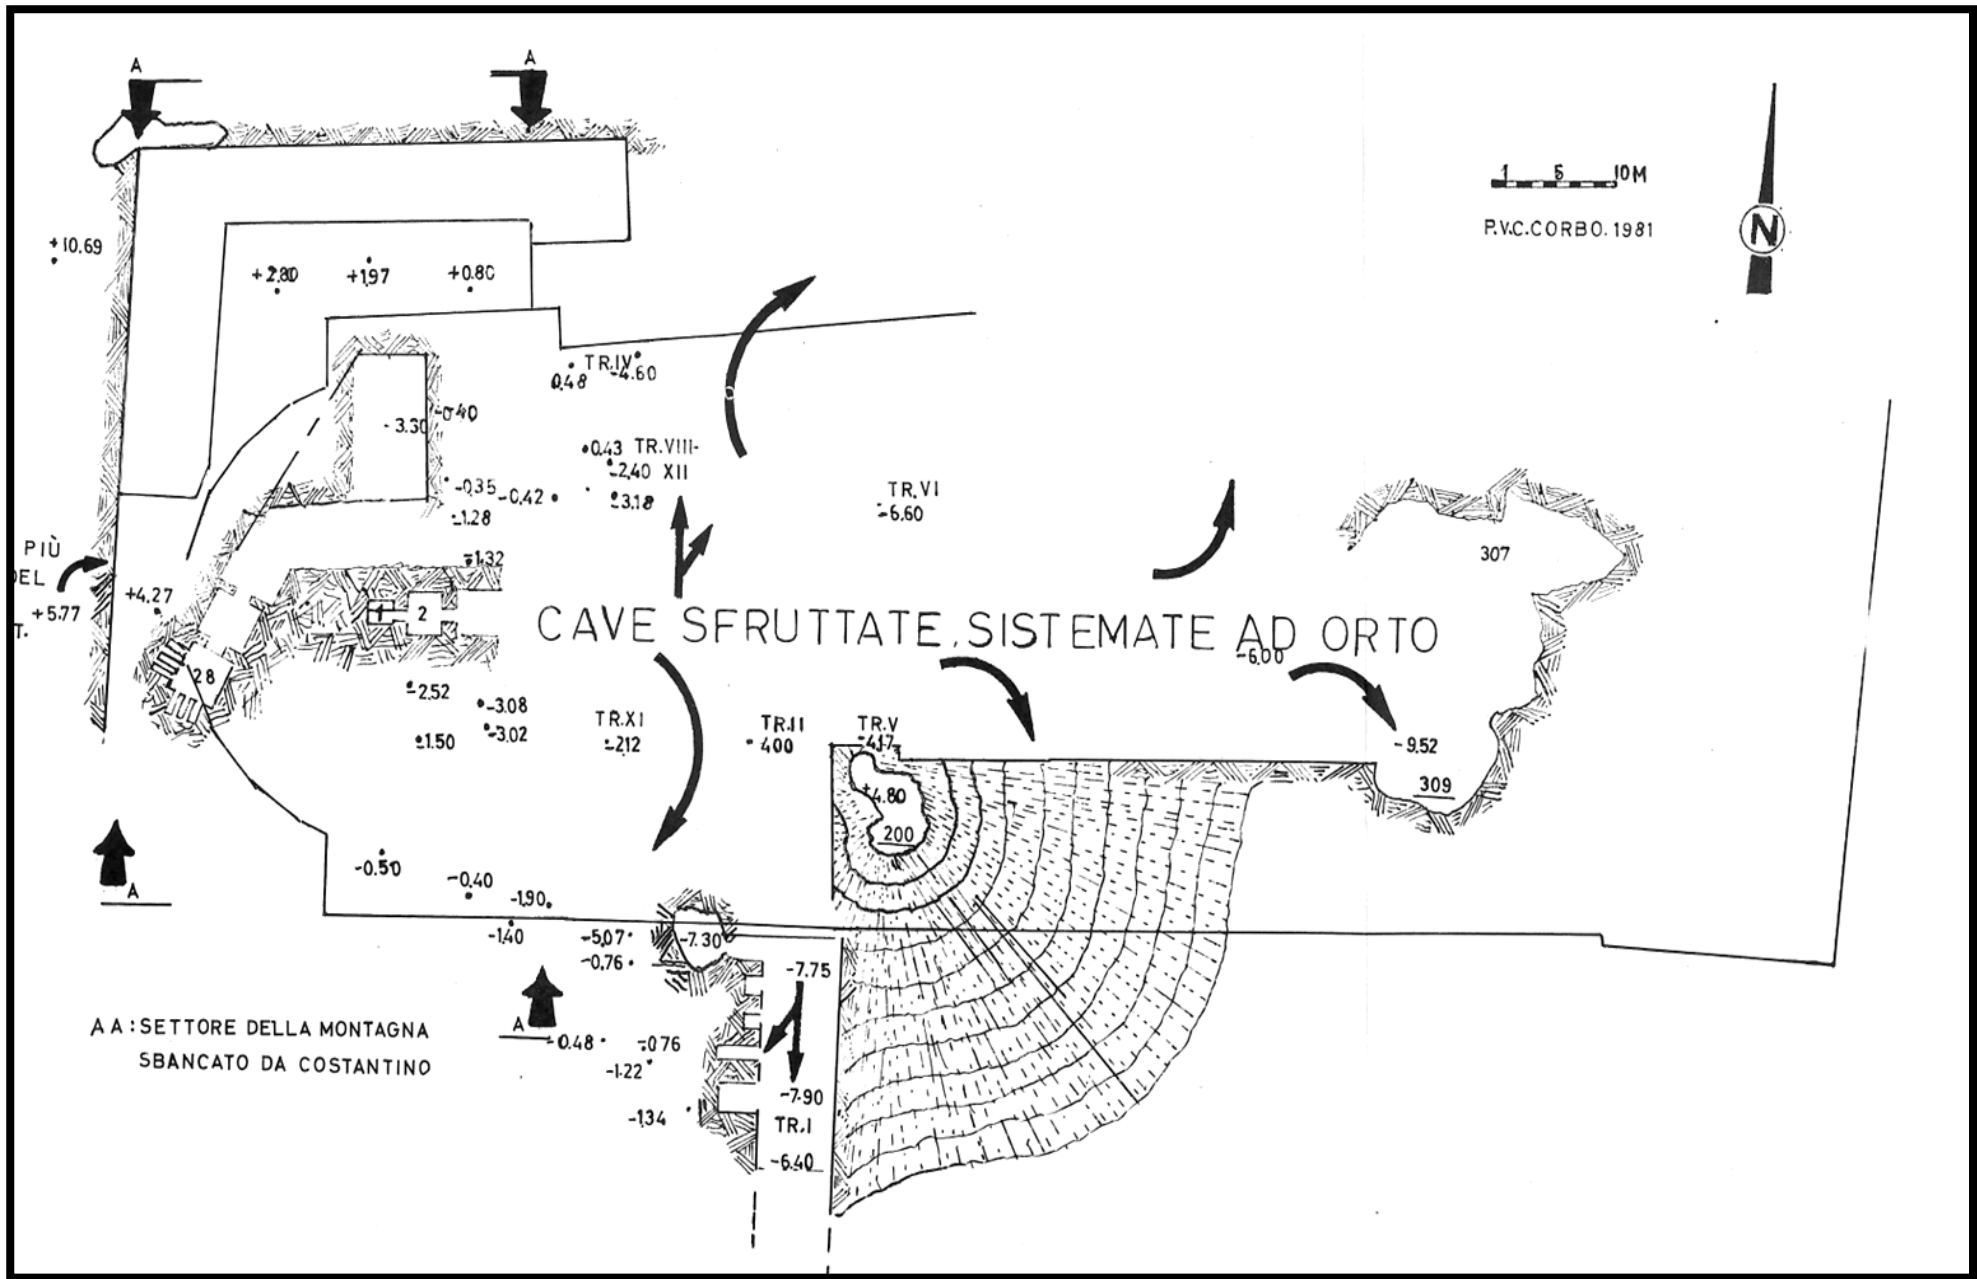 A
A
1 5 10M
P.V.C.CORBO.1981
N
+10.69
+2.80 +1.97 +0.80
TR.IV
0.48 -4.60
-0.40
-3.30
0.43 TR.VIII-
-2.40 XII
-0.35
-0.42
-3.18
-1.28
TR.VI
-6.60
307
PIÙ
-1.32
+4.27
+5.77
T.
1 2
CAVE SFRUTTATE, SISTEMATE AD ORTO
-6.00
28
-2.52
-3.08
-3.02
-1.50
TR.XI
-2.12
TR.II
-4.00
TR.V
-4.17
-9.52
309
+4.80
200
-0.50
-0.40
-1.90
A
-1.40
-5.07
-7.30
-0.76
-7.75
A
-0.48
-0.76
-1.22
A A : SETTORE DELLA MONTAGNA
SBANCATO DA COSTANTINO
-7.90
-1.34
TR.I
-6.40